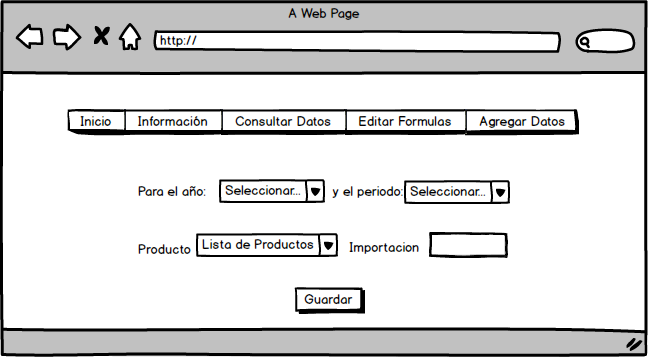 A Web Page
http://
Inicio Información Consultar Datos Editar Formulas Agregar Datos
Para el año: Seleccionar... y el periodo: Seleccionar...
Producto Lista de Productos Importacion
Guardar